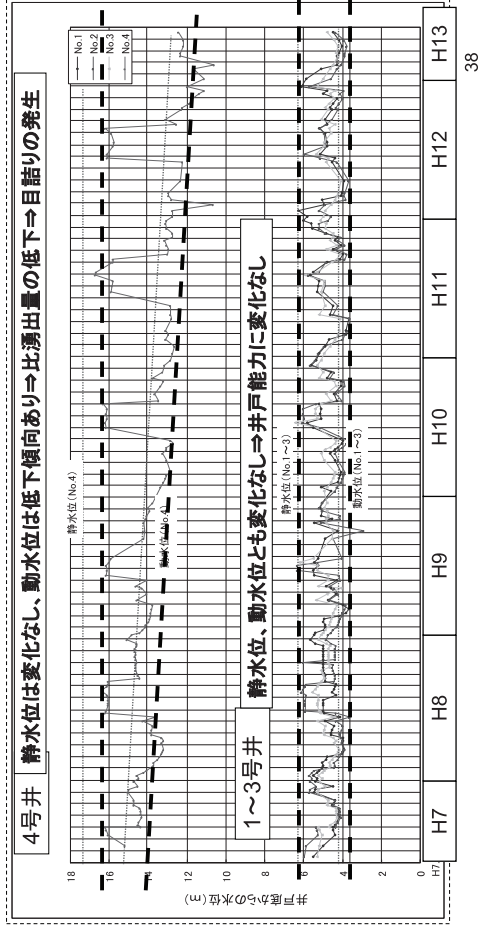 4号井
静水位は変化なし、動水位は低下傾向あり⇒比湧出量の低下⇒目詰りの発生
No.1
No.2
No.3
No.4
静水位(No.4)
動水位(No.4)
1～3号井
静水位、動水位とも変化なし⇒井戸能力に変化なし
静水位(No.1～3)
動水位(No.1～3)
井戸底からの水位(m)
18
16
14
12
10
8
6
4
2
0
H7.
H7
H8
H9
H10
H11
H12
H13
38